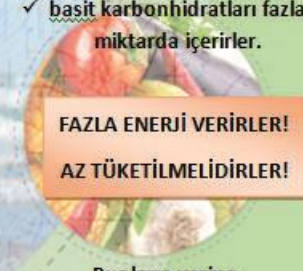 ✓ basit karbonhidratları fazla
miktarda içerirler.
FAZLA ENERJİ VERİRLER!
AZ TÜKETİLMELİDİRLER!